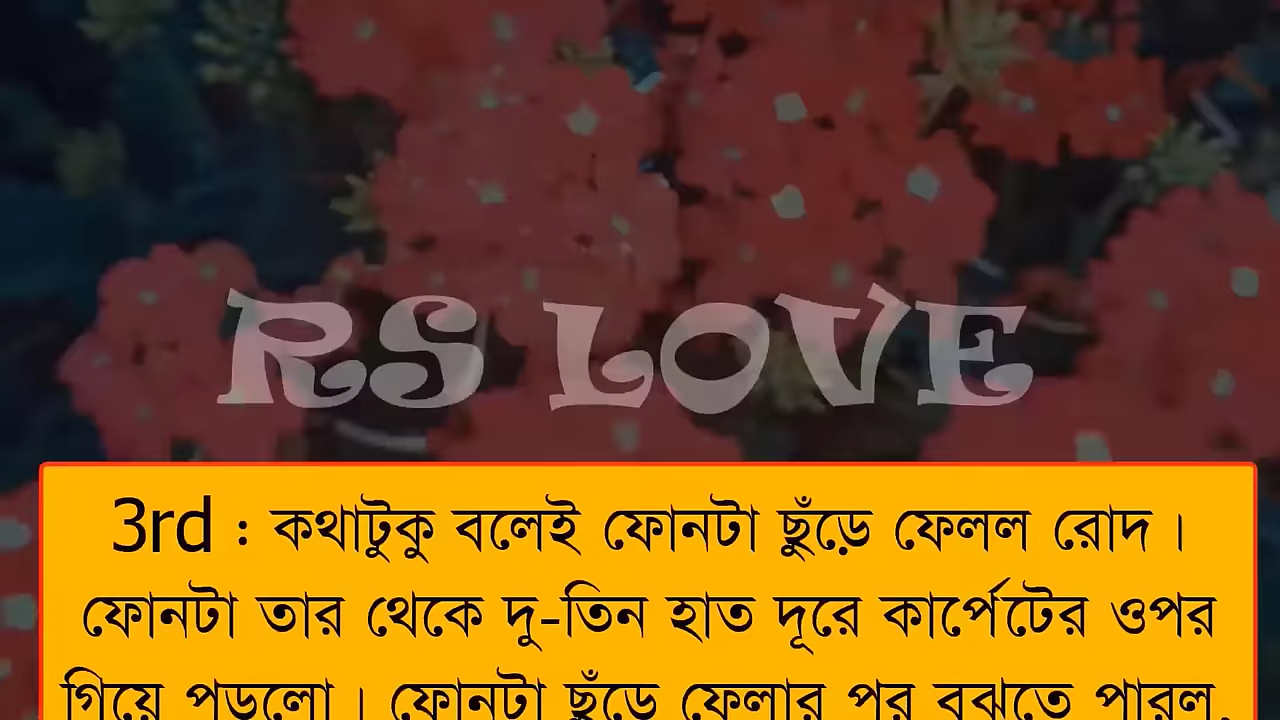 RS LOVE
3rd : কথাটুকু বলেই ফোনটা ছুঁড়ে ফেলল রোদ ।
ফোনটা তার থেকে দু-তিন হাত দূরে কার্পেটের ওপর
গিয়ে পড়লো । ফোনটা ছুঁড়ে ফেলার পর বুঝতে পারল,